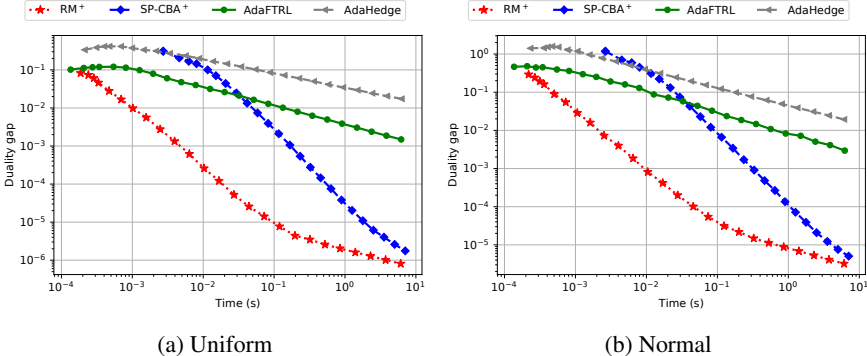 RM⁺ SP-CBA⁺ AdaFTRL AdaHedge
Duality gap
10⁻¹
10⁻²
10⁻³
10⁻⁴
10⁻⁵
10⁻⁶
10⁻⁴ 10⁻³ 10⁻² 10⁻¹ 10⁰ 10¹
Time (s)
(a) Uniform
RM⁺ SP-CBA⁺ AdaFTRL AdaHedge
Duality gap
10⁰
10⁻¹
10⁻²
10⁻³
10⁻⁴
10⁻⁵
10⁻⁴ 10⁻³ 10⁻² 10⁻¹ 10⁰ 10¹
Time (s)
(b) Normal